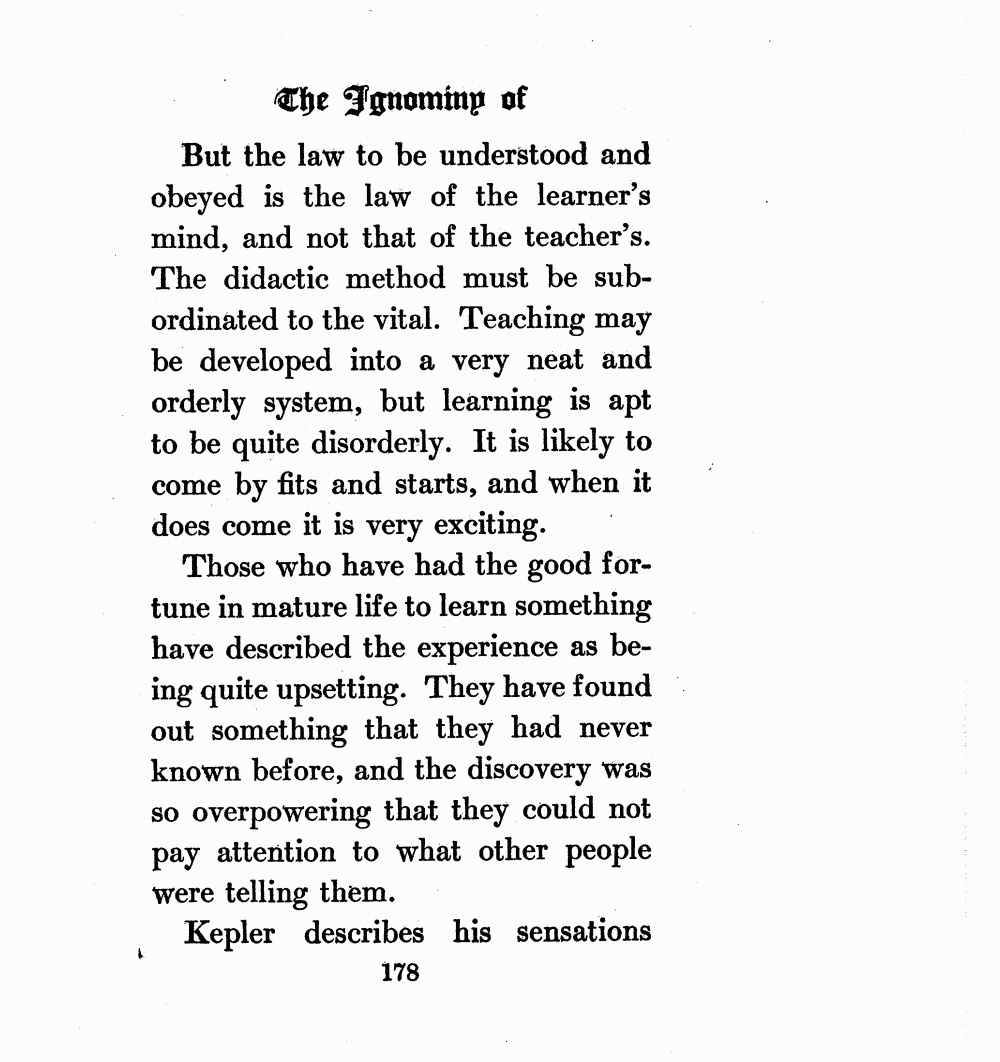 The Ignominy of
But the law to be understood and
obeyed is the law of the learner's
mind, and not that of the teacher's.
The didactic method must be sub-
ordinated to the vital. Teaching may
be developed into a very neat and
orderly system, but learning is apt
to be quite disorderly. It is likely to
come by fits and starts, and when it
does come it is very exciting.
Those who have had the good for-
tune in mature life to learn something
have described the experience as be-
ing quite upsetting. They have found
out something that they had never
known before, and the discovery was
so overpowering that they could not
pay attention to what other people
were telling them.
Kepler describes his sensations
178